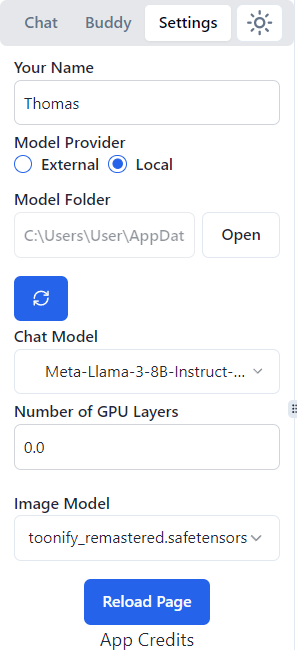 Chat Buddy Settings
Your Name
Thomas
Model Provider
External Local
Model Folder
C:\Users\User\AppDat Open
Chat Model
Meta-Llama-3-8B-Instruct-...
Number of GPU Layers
0.0
Image Model
toonify_remastered.safetensors
Reload Page
App Credits